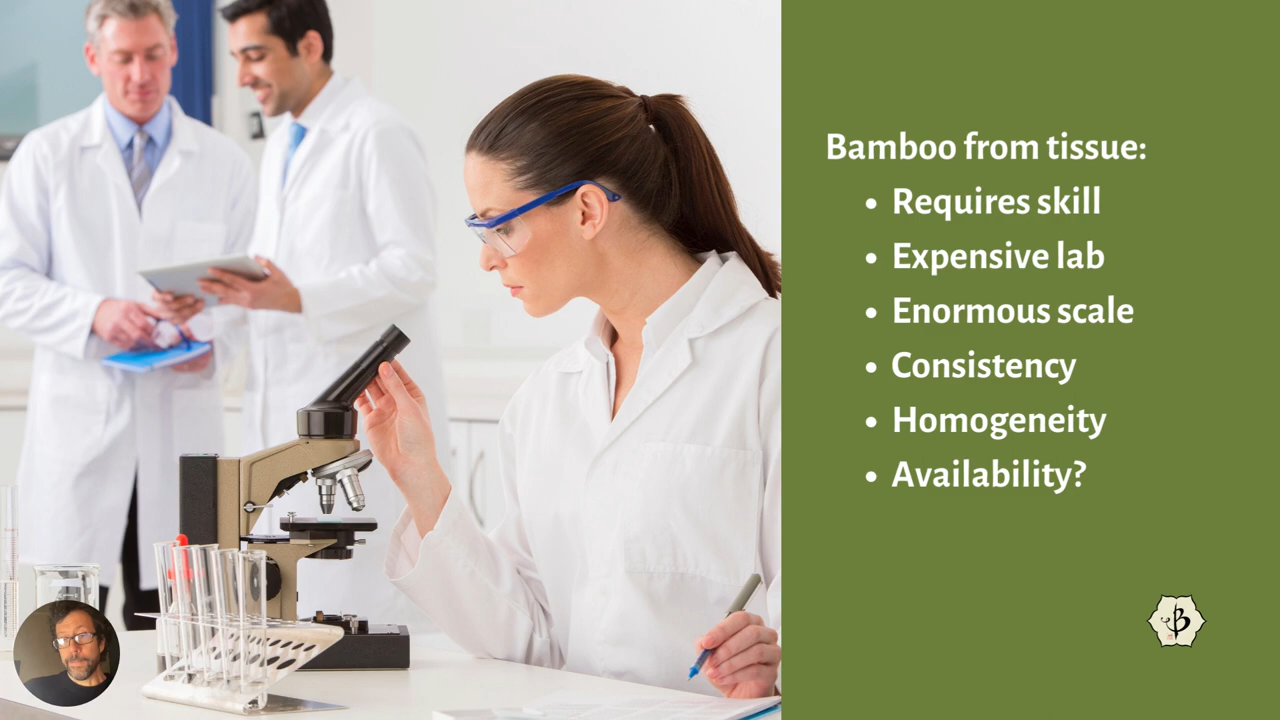 Bamboo from tissue:
• Requires skill
• Expensive lab
• Enormous scale
• Consistency
• Homogeneity
• Availability?
B